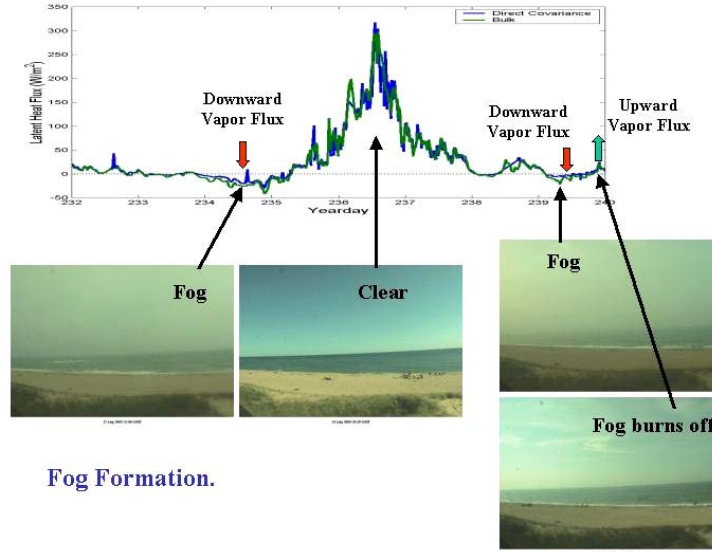 350
300
250
200
150
100
50
0
-50
Latent Heat Flux (W/m²)
Direct Covariance
Bulk
Downward
Vapor Flux
Downward
Vapor Flux
Upward
Vapor Flux
232 233 234 235 236 237 238 239 240
Yearday
Fog
Clear
Fog
Fog burns off
Fog Formation.